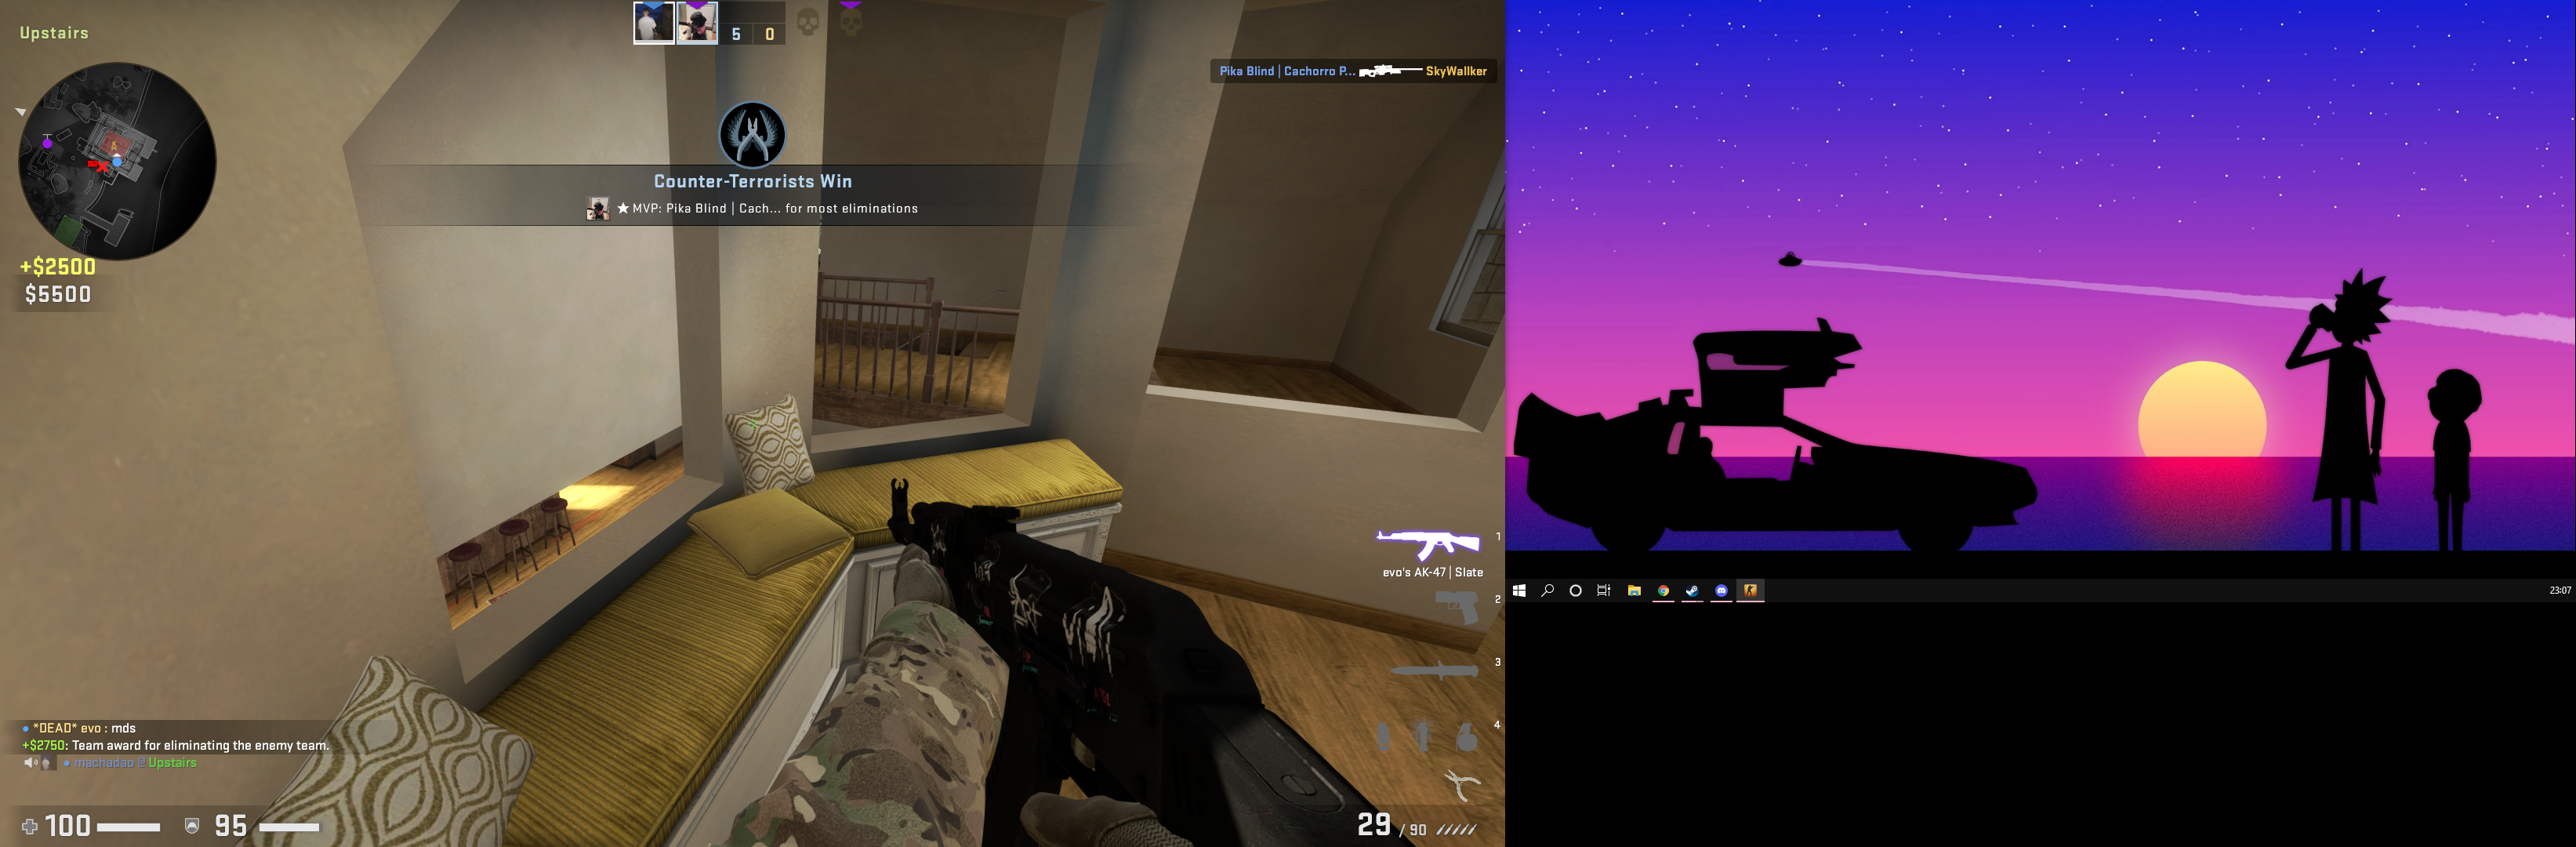 Upstairs
5 0
Pika Blind | Cachorro P... SkyWallker
A
Counter-Terrorists Win
★ MVP: Pika Blind | Cach... for most eliminations
+$2500
$5500
1
evo's AK-47 | Slate
2
3
4
*DEAD* evo : mds
+$2750: Team award for eliminating the enemy team.
machadao @ Upstairs
100 95
29 / 90
23:07